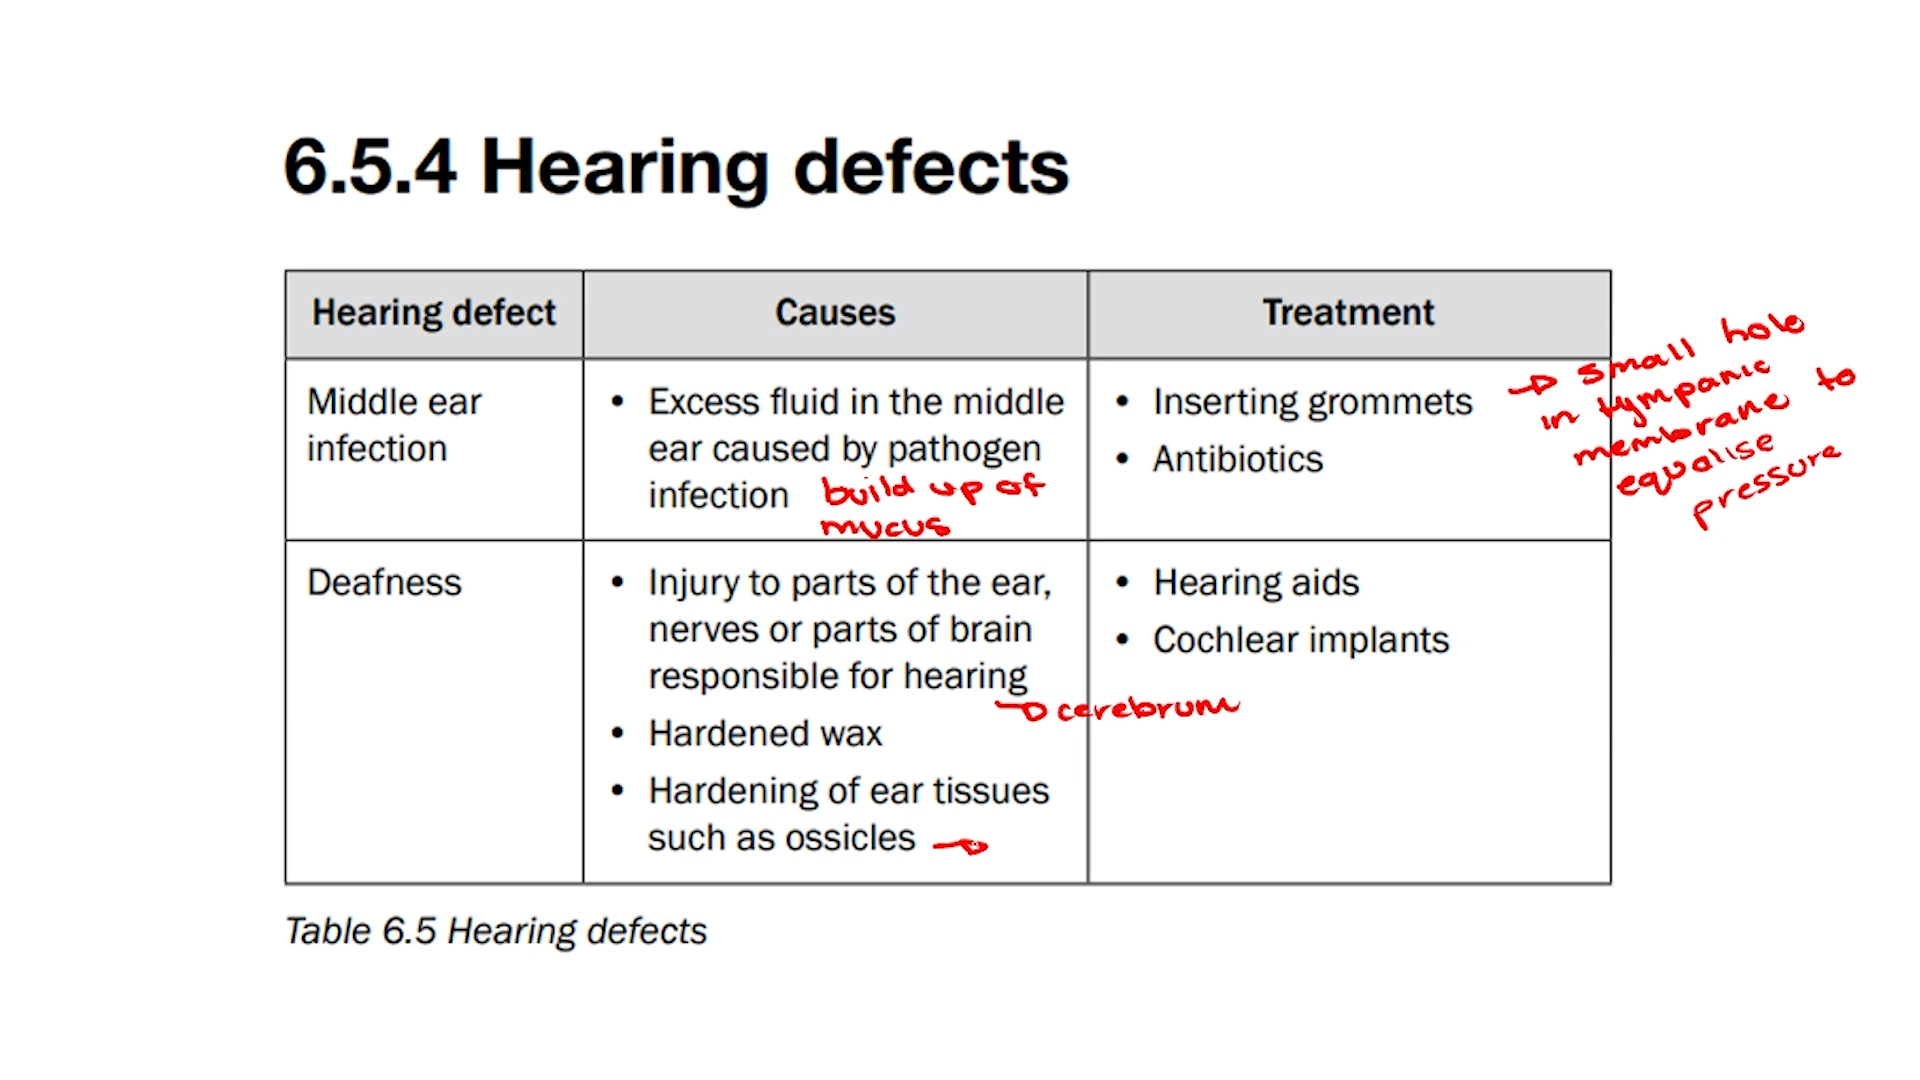 6.5.4 Hearing defects
Hearing defect Causes Treatment
Middle ear
infection
• Excess fluid in the middle
ear caused by pathogen
infection build up of
mucus
• Inserting grommets
• Antibiotics
small hole
in tympanic
membrane to
equalise
pressure
Deafness
• Injury to parts of the ear,
nerves or parts of brain
responsible for hearing
cerebrum
• Hardened wax
• Hardening of ear tissues
such as ossicles
• Hearing aids
• Cochlear implants
Table 6.5 Hearing defects